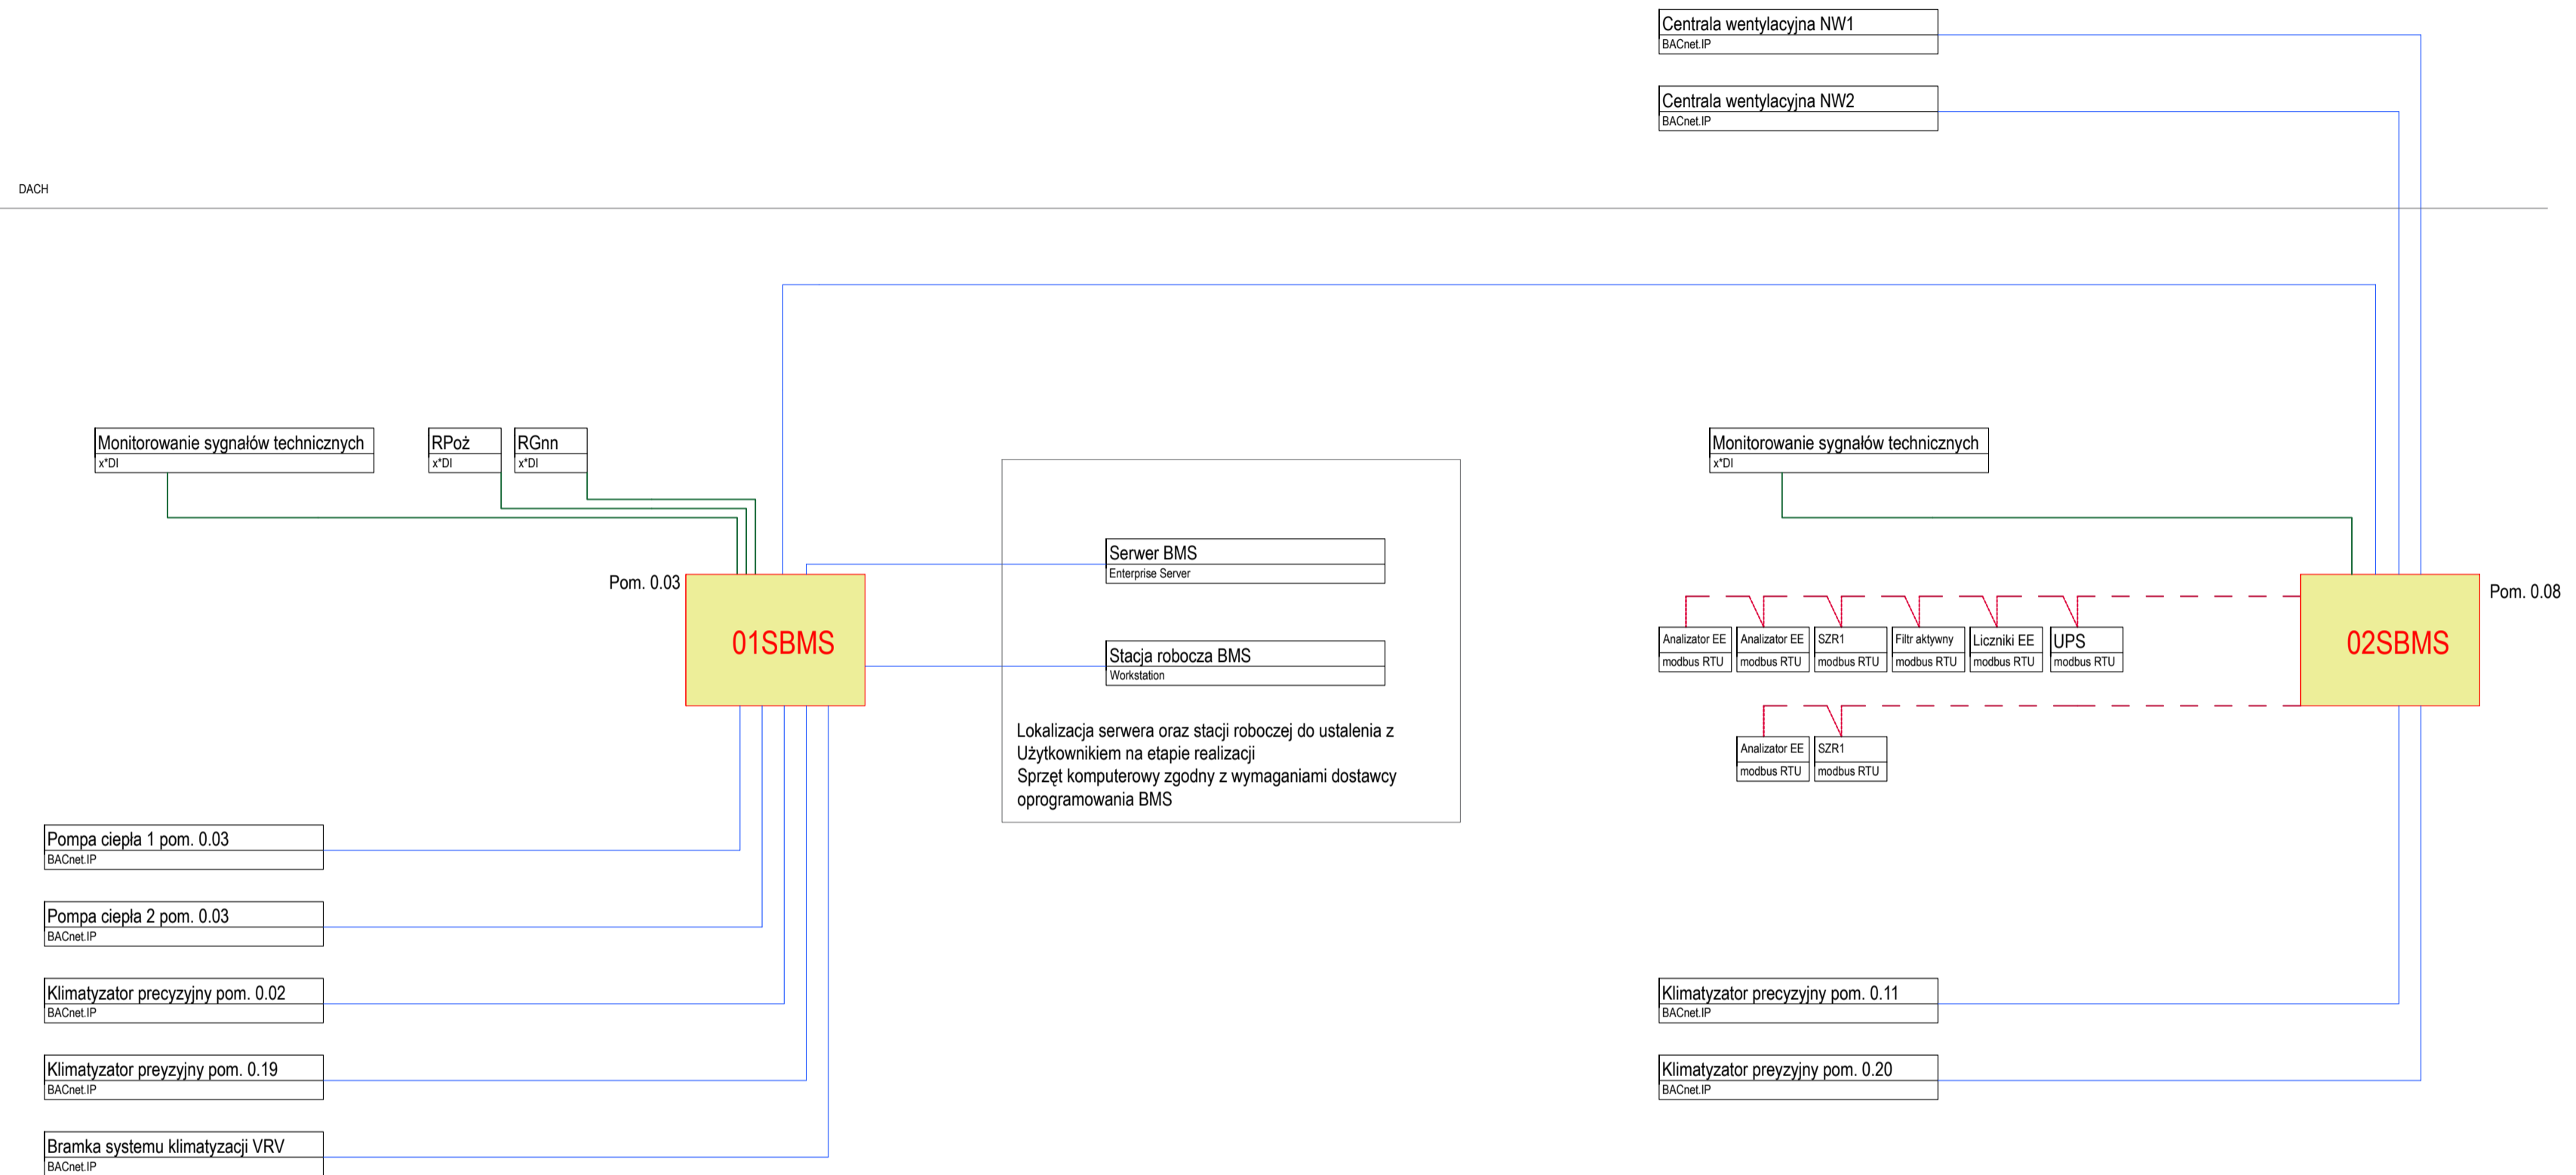 Centrala wentylacyjna NW1
BACnet.IP
Centrala wentylacyjna NW2
BACnet.IP
DACH
Monitorowanie sygnałów technicznych
x*DI
RPoż
x*DI
RGnn
x*DI
Monitorowanie sygnałów technicznych
x*DI
Pom. 0.03
01SBMS
Serwer BMS
Enterprise Server
Stacja robocza BMS
Workstation
Lokalizacja serwera oraz stacji roboczej do ustalenia z
Użytkownikiem na etapie realizacji
Sprzęt komputerowy zgodny z wymaganiami dostawcy
oprogramowania BMS
Pom. 0.08
02SBMS
Analizator EE
modbus RTU
Analizator EE
modbus RTU
SZR1
modbus RTU
Filtr aktywny
modbus RTU
Liczniki EE
modbus RTU
UPS
modbus RTU
Analizator EE
modbus RTU
SZR1
modbus RTU
Pompa ciepła 1 pom. 0.03
BACnet.IP
Pompa ciepła 2 pom. 0.03
BACnet.IP
Klimatyzator precyzyjny pom. 0.02
BACnet.IP
Klimatyzator preyzyjny pom. 0.19
BACnet.IP
Bramka systemu klimatyzacji VRV
BACnet.IP
Klimatyzator precyzyjny pom. 0.11
BACnet.IP
Klimatyzator preyzyjny pom. 0.20
BACnet.IP